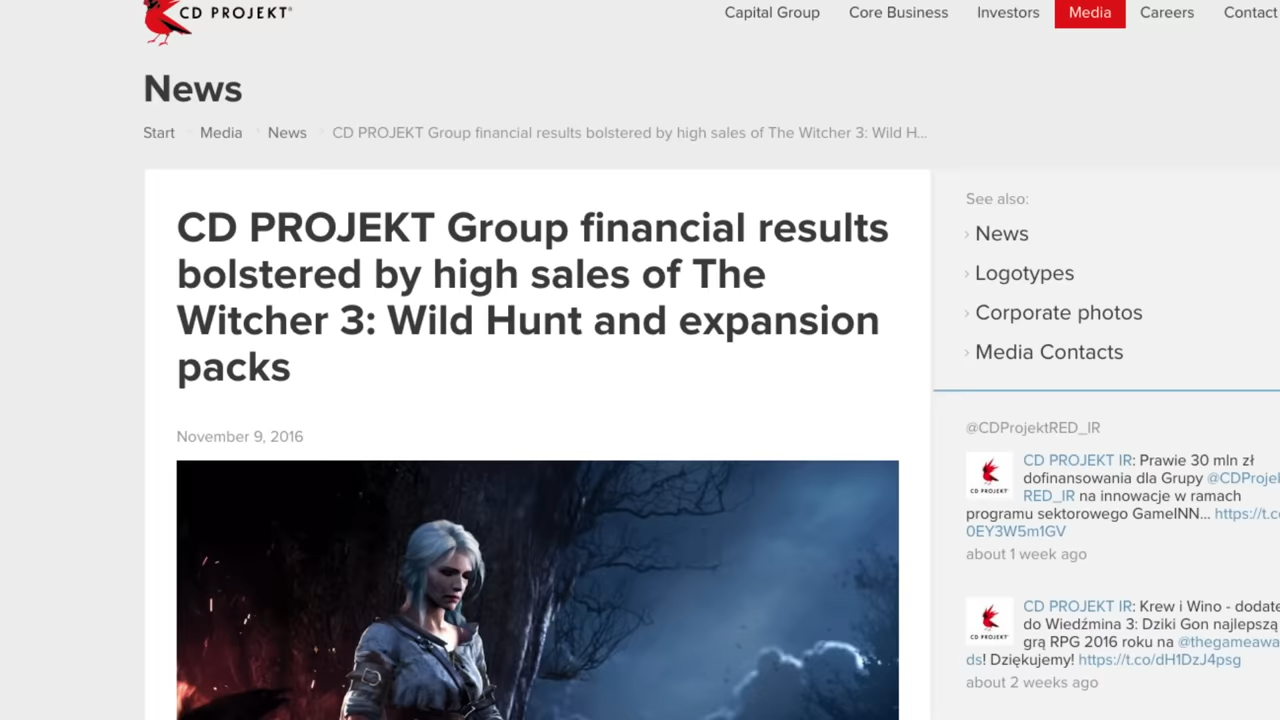 CD PROJEKT®
Capital Group Core Business Investors Media Careers Contact
News
Start Media News CD PROJEKT Group financial results bolstered by high sales of The Witcher 3: Wild H...
CD PROJEKT Group financial results
bolstered by high sales of The
Witcher 3: Wild Hunt and expansion
packs
November 9, 2016
See also:
› News
› Logotypes
› Corporate photos
› Media Contacts
@CDProjektRED_IR
CD PROJEKT IR: Prawie 30 mln zł
dofinansowania dla Grupy @CDProjek
RED_IR na innowacje w ramach
programu sektorowego GameINN... https://t.co
0EY3W5m1GV
about 1 week ago
CD PROJEKT IR: Krew i Wino - dodate
do Wiedźmina 3: Dziki Gon najlepszą
grą RPG 2016 roku na @thegameawa
ds! Dziękujemy! https://t.co/dH1DzJ4psg
about 2 weeks ago
CD PROJEKT
CD PROJEKT